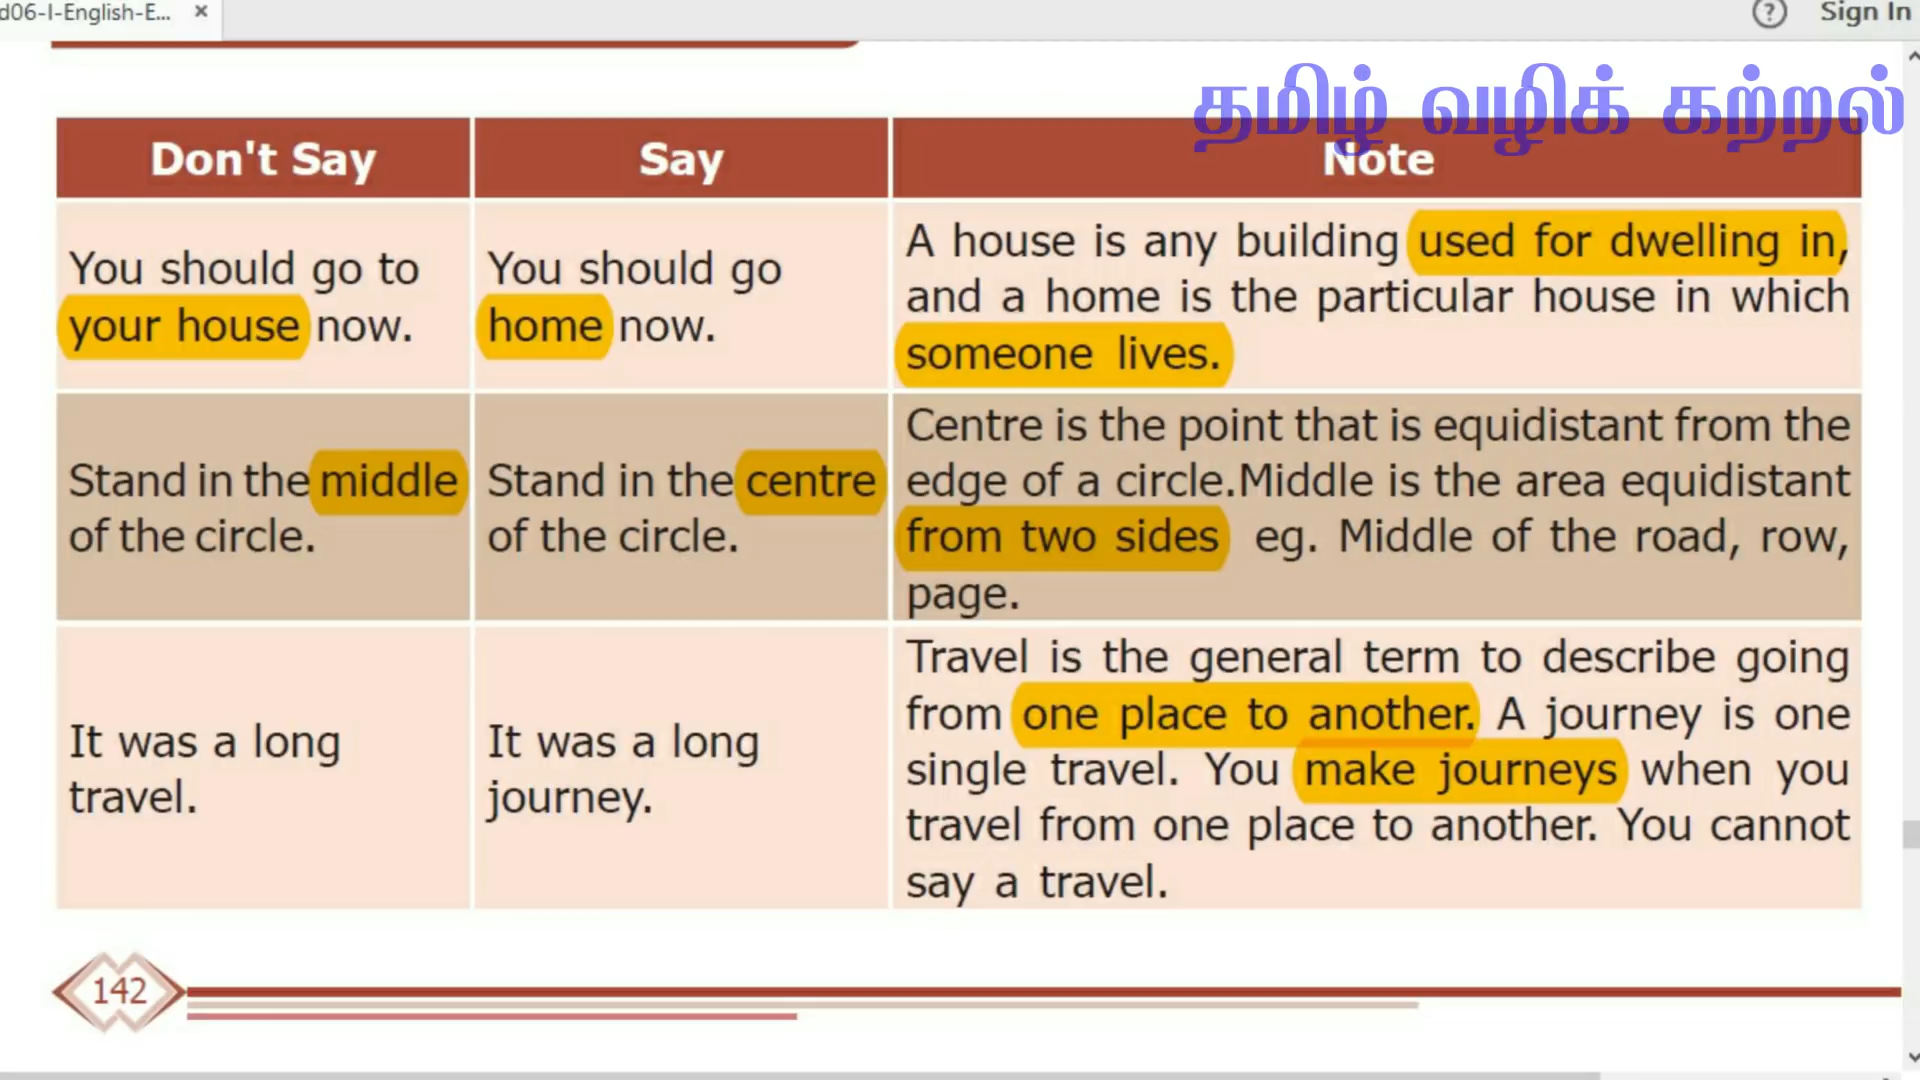 d06-I-English-E... ×
? Sign In
தமிழ் வழிக் கற்றல்
Don't Say
Say
Note
You should go to
your house now.
You should go
home now.
A house is any building used for dwelling in,
and a home is the particular house in which
someone lives.
Stand in the middle
of the circle.
Stand in the centre
of the circle.
Centre is the point that is equidistant from the
edge of a circle.Middle is the area equidistant
from two sides eg. Middle of the road, row,
page.
It was a long
travel.
It was a long
journey.
Travel is the general term to describe going
from one place to another. A journey is one
single travel. You make journeys when you
travel from one place to another. You cannot
say a travel.
142